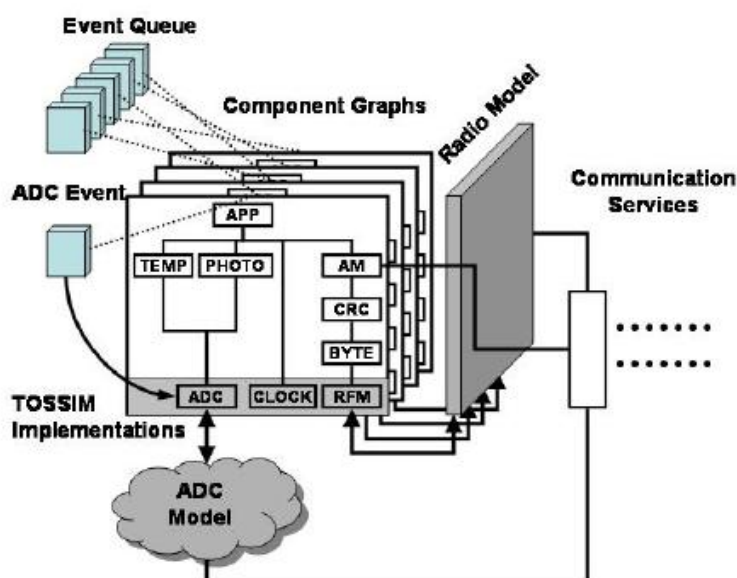 Event Queue
Component Graphs
Radio Model
ADC Event
Communication
Services
APP
TEMP PHOTO AM
CRC
BYTE
ADC CLOCK RFM
TOSSIM
Implementations
ADC
Model